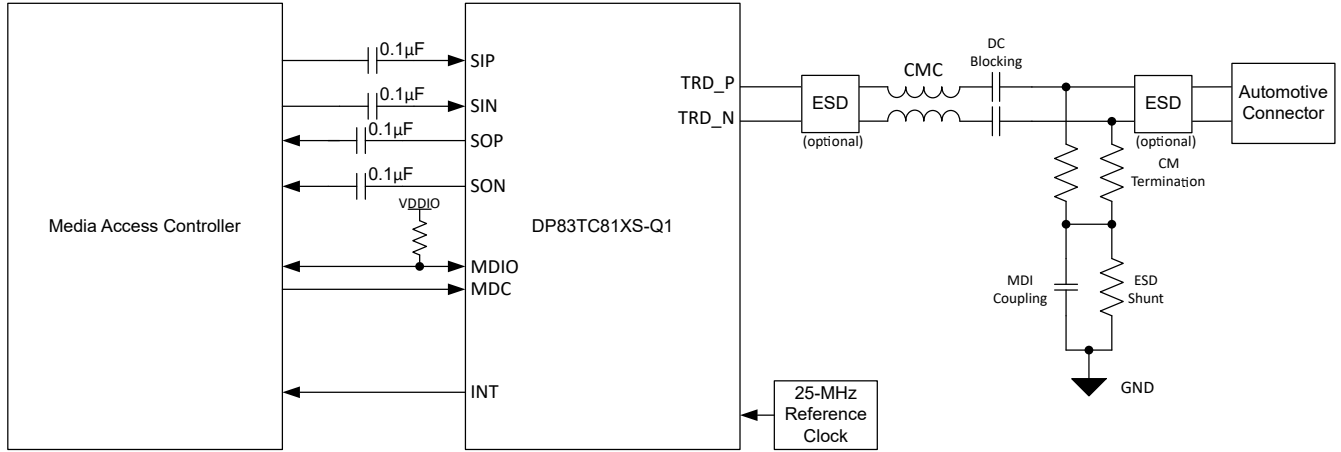 Media Access Controller
0.1µF
0.1µF
0.1µF
0.1µF
VDDIO
SIP
SIN
SOP
SON
MDIO
MDC
INT
DP83TC81XS-Q1
TRD_P
TRD_N
25-MHz
Reference
Clock
ESD
(optional)
CMC
DC
Blocking
ESD
(optional)
CM
Termination
Automotive
Connector
MDI
Coupling
ESD
Shunt
GND